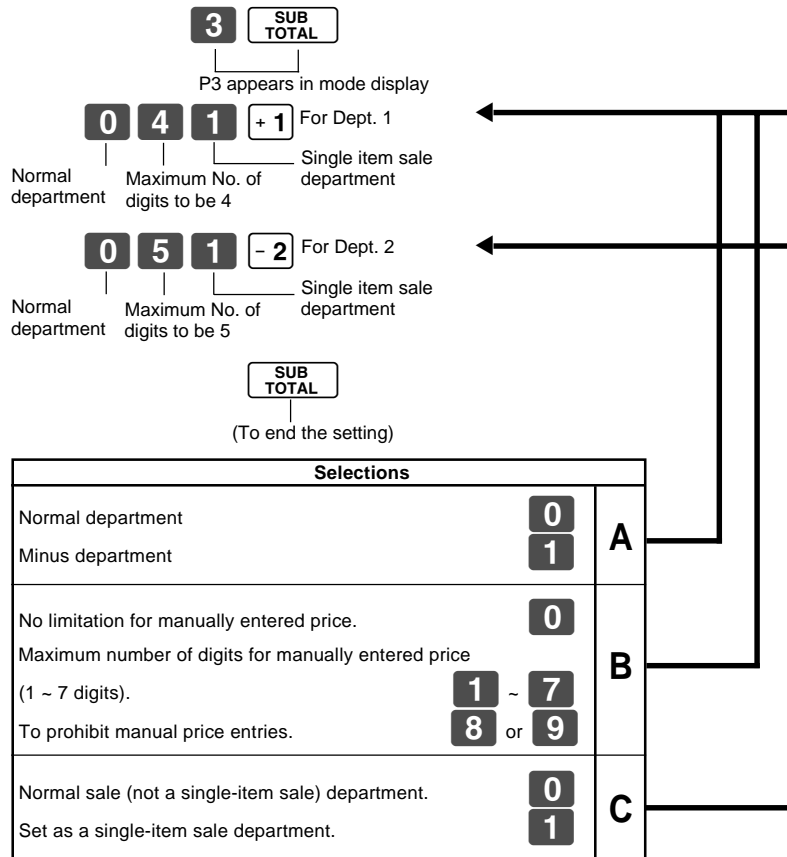 3 SUB TOTAL
P3 appears in mode display
0 4 1 + 1 For Dept. 1
Normal department
Maximum No. of digits to be 4
Single item sale department
0 5 1 – 2 For Dept. 2
Normal department
Maximum No. of digits to be 5
Single item sale department
SUB TOTAL
(To end the setting)
Selections
Normal department 0
Minus department 1
A
No limitation for manually entered price. 0
Maximum number of digits for manually entered price
(1 ~ 7 digits). 1 ~ 7
To prohibit manual price entries. 8 or 9
B
Normal sale (not a single-item sale) department. 0
Set as a single-item sale department. 1
C